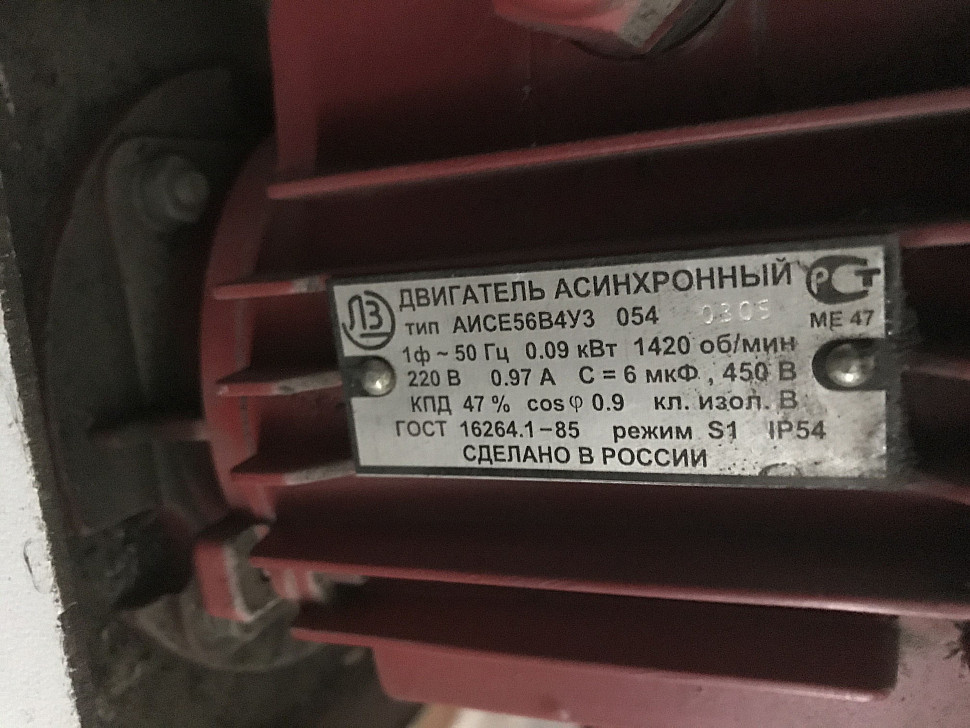 ЛЗ ДВИГАТЕЛЬ АСИНХРОННЫЙ РСТ
тип АИСЕ56В4У3 054 0305 МЕ 47
1ф ~ 50 Гц 0.09 кВт 1420 об/мин
220 В 0.97 А С = 6 мкФ , 450 В
КПД 47 % cos φ 0.9 кл. изол. В
ГОСТ 16264.1-85 режим S1 IP54
СДЕЛАНО В РОССИИ